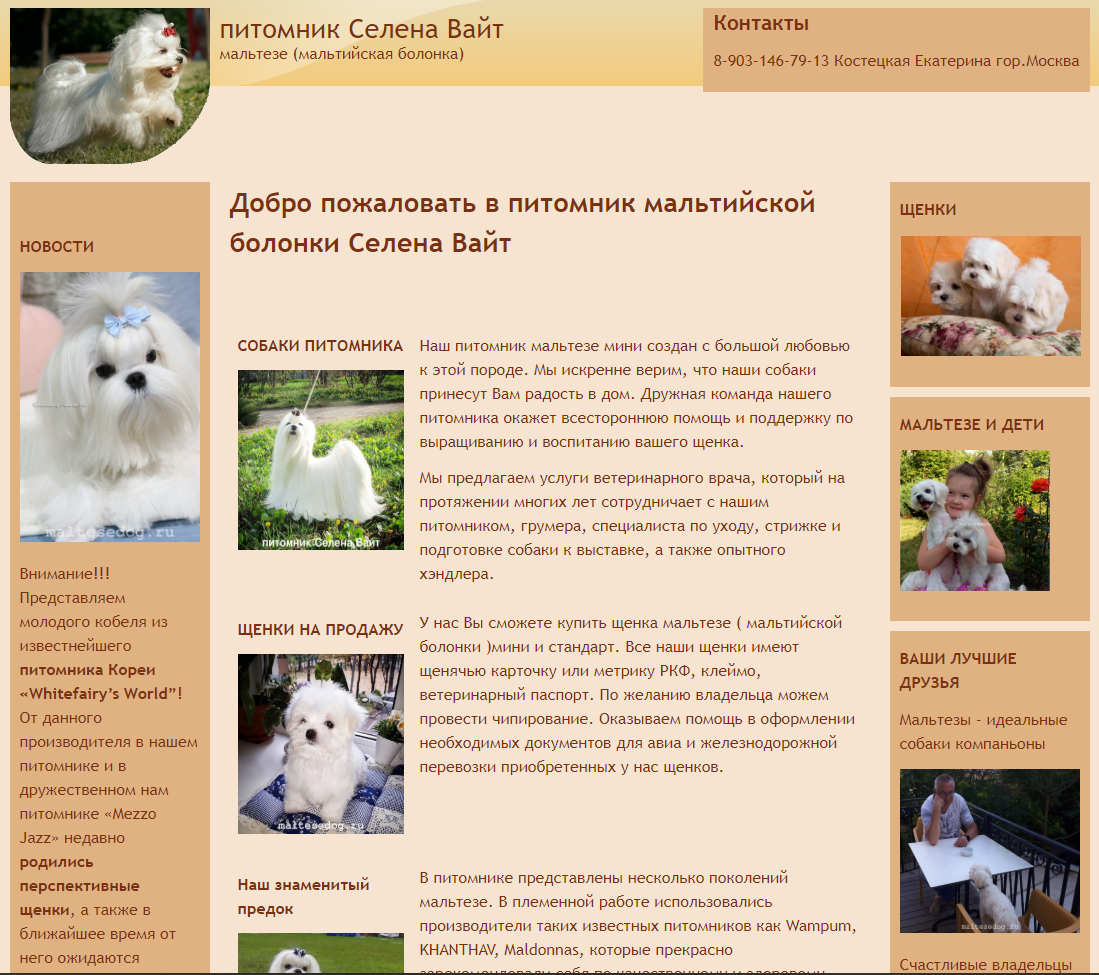 питомник Селена Вайт
мальтезе (мальтийская болонка)
Контакты
8-903-146-79-13 Костецкая Екатерина гор.Москва
НОВОСТИ
maltesedog.ru
Внимание!!!
Представляем
молодого кобеля из
известнейшего
питомника Кореи
«Whitefairy’s World”!
От данного
производителя в нашем
питомнике и в
дружественном нам
питомнике «Mezzo
Jazz» недавно
родились
перспективные
щенки, а также в
ближайшее время от
него ожидаются
Добро пожаловать в питомник мальтийской
болонки Селена Вайт
СОБАКИ ПИТОМНИКА
питомник Селена Вайт
Наш питомник мальтезе мини создан с большой любовью
к этой породе. Мы искренне верим, что наши собаки
принесут Вам радость в дом. Дружная команда нашего
питомника окажет всестороннюю помощь и поддержку по
выращиванию и воспитанию вашего щенка.
Мы предлагаем услуги ветеринарного врача, который на
протяжении многих лет сотрудничает с нашим
питомником, грумера, специалиста по уходу, стрижке и
подготовке собаки к выставке, а также опытного
хэндлера.
ЩЕНКИ НА ПРОДАЖУ
maltesedog.ru
У нас Вы сможете купить щенка мальтезе ( мальтийской
болонки )мини и стандарт. Все наши щенки имеют
щенячью карточку или метрику РКФ, клеймо,
ветеринарный паспорт. По желанию владельца можем
провести чипирование. Оказываем помощь в оформлении
необходимых документов для авиа и железнодорожной
перевозки приобретенных у нас щенков.
Наш знаменитый
предок
В питомнике представлены несколько поколений
мальтезе. В племенной работе использовались
производители таких известных питомников как Wampum,
KHANTHAV, Maldonnas, которые прекрасно
зарекомендовали себя по качественному и здоровому
ЩЕНКИ
МАЛЬТЕЗЕ И ДЕТИ
ВАШИ ЛУЧШИЕ
ДРУЗЬЯ
Мальтезы - идеальные
собаки компаньоны
maltesedog.ru
Счастливые владельцы